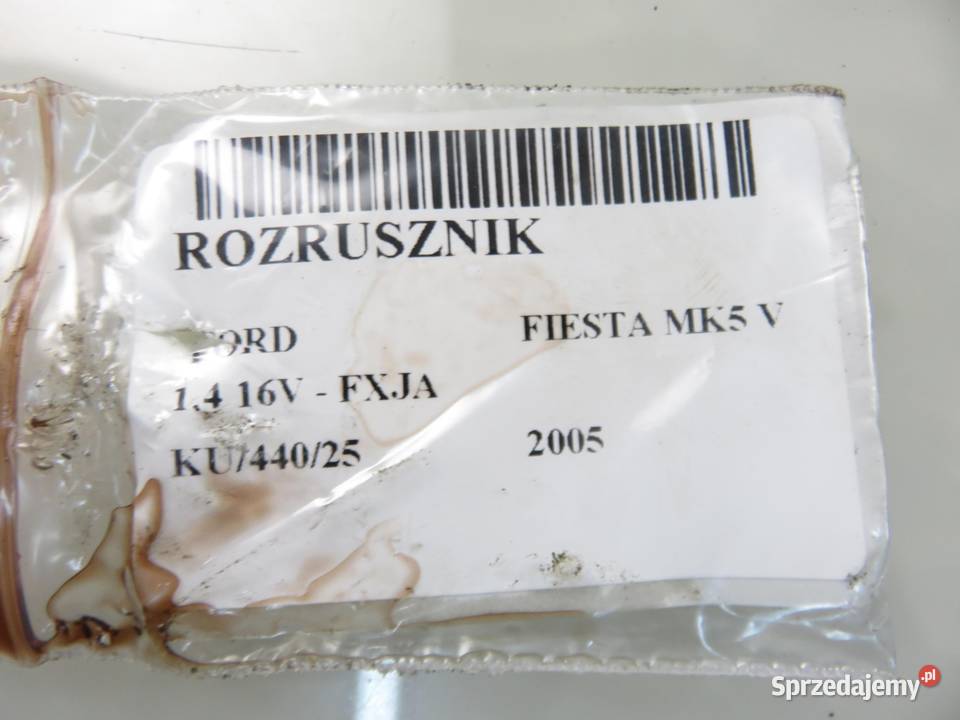 ROZRUSZNIK
FORD FIESTA MK5 V
1.4 16V - FXJA
KU/440/25 2005
Sprzedajemy.pl